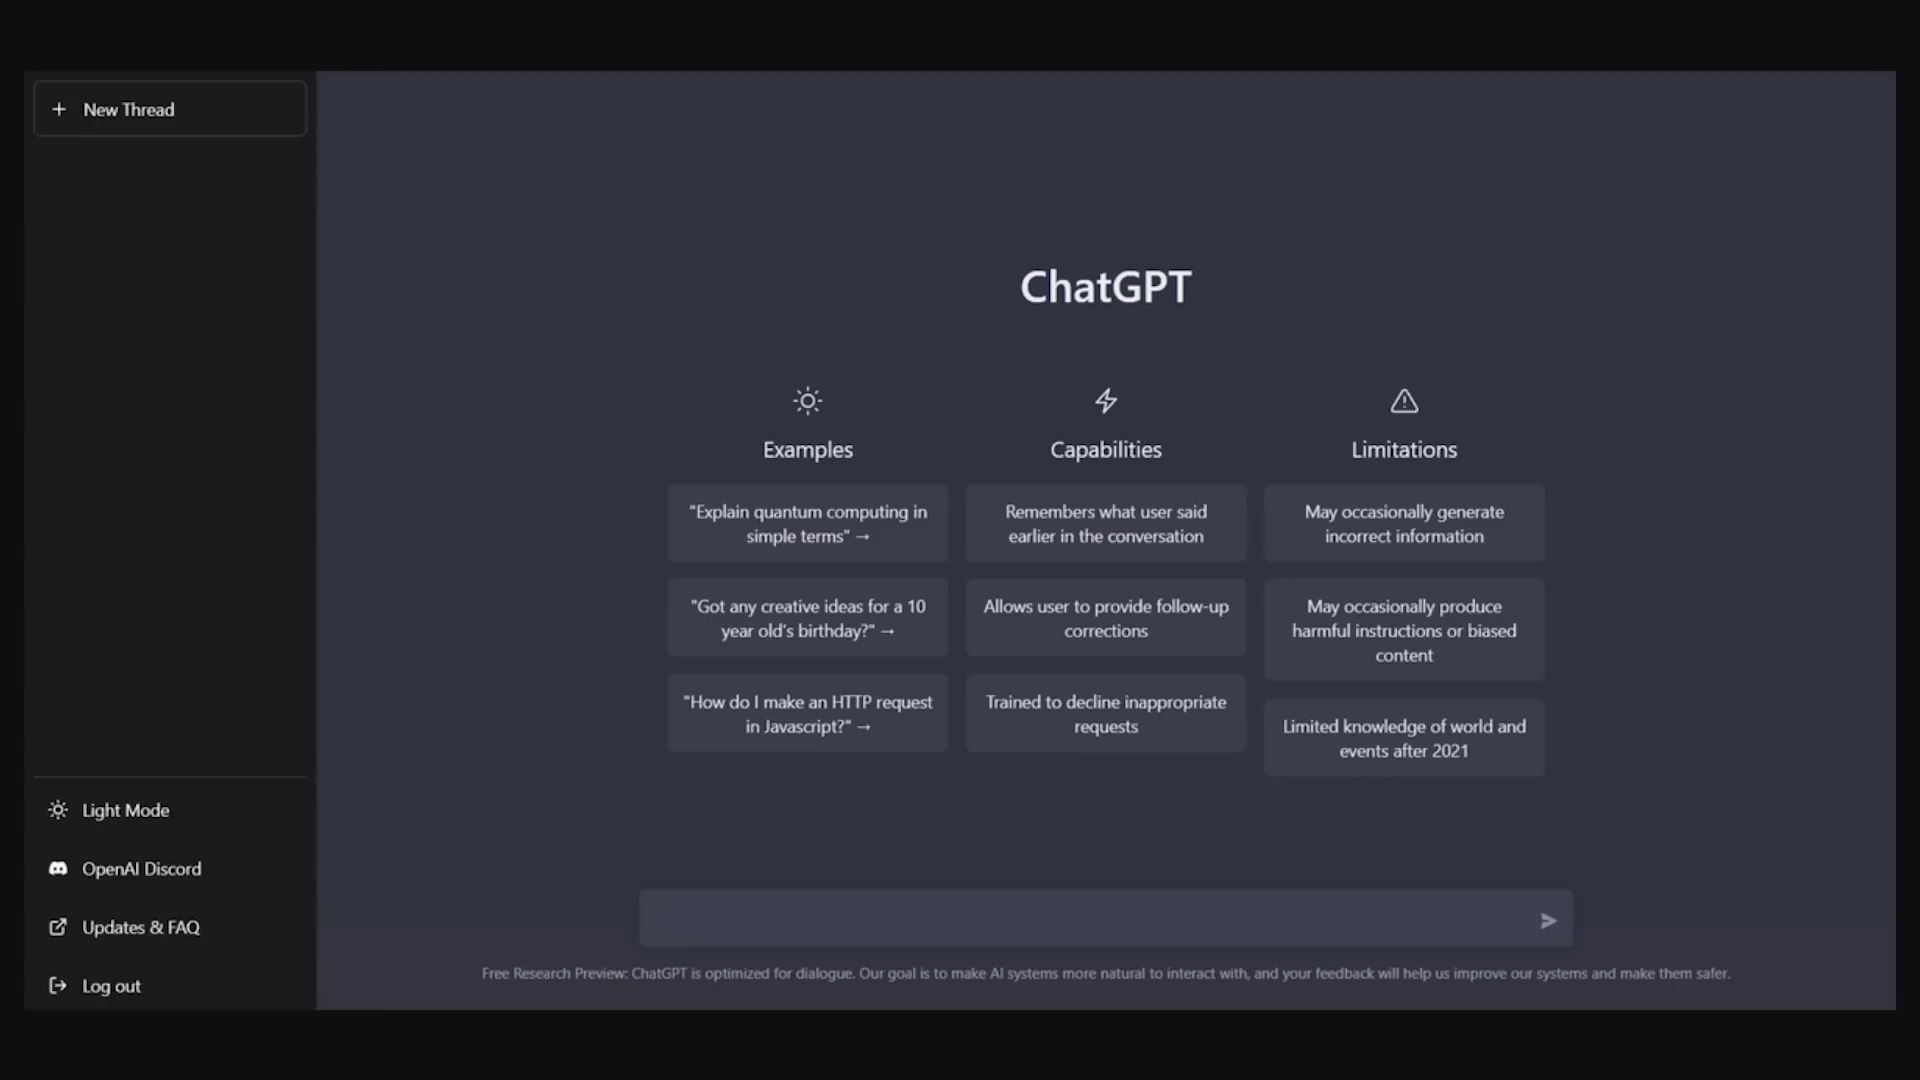 New Thread
ChatGPT
Examples
"Explain quantum computing in
simple terms" →
"Got any creative ideas for a 10
year old's birthday?" →
"How do I make an HTTP request
in Javascript?" →
Capabilities
Remembers what user said
earlier in the conversation
Allows user to provide follow-up
corrections
Trained to decline inappropriate
requests
Limitations
May occasionally generate
incorrect information
May occasionally produce
harmful instructions or biased
content
Limited knowledge of world and
events after 2021
Light Mode
OpenAI Discord
Updates & FAQ
Log out
Free Research Preview: ChatGPT is optimized for dialogue. Our goal is to make AI systems more natural to interact with, and your feedback will help us improve our systems and make them safer.